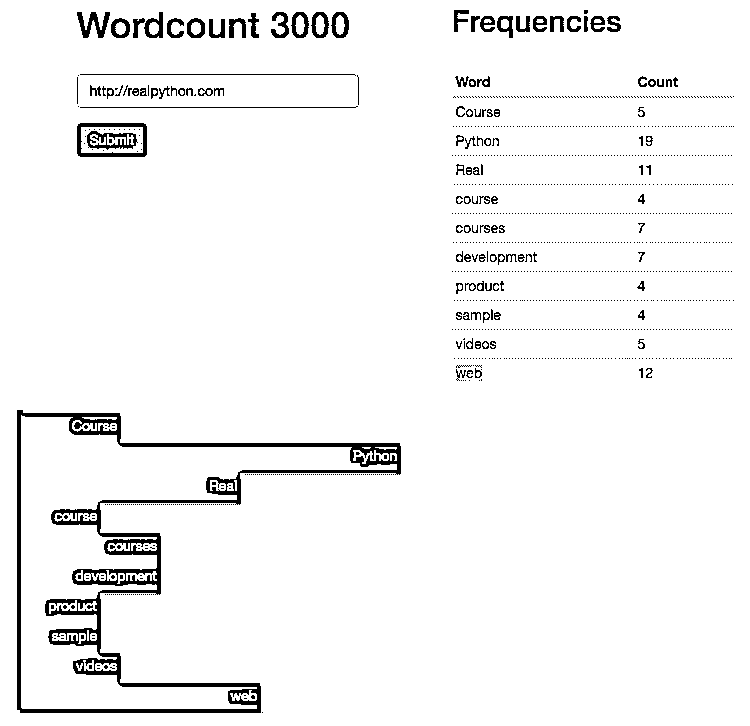 Wordcount 3000
http://realpython.com
Submit
Frequencies
Word Count
Course 5
Python 19
Real 11
course 4
courses 7
development 7
product 4
sample 4
videos 5
web 12
Course
Python
Real
course
courses
development
product
sample
videos
web